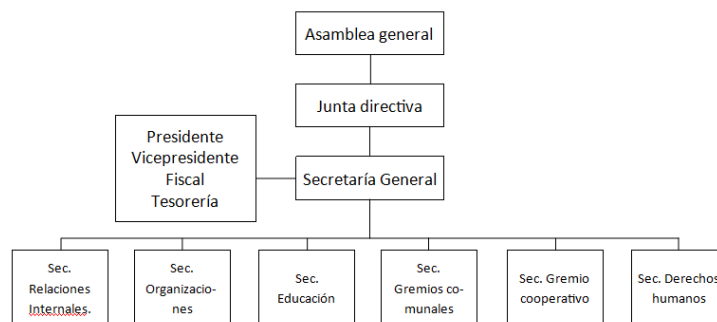 Asamblea general
Junta directiva
Presidente
Vicepresidente
Fiscal
Tesorería
Secretaría General
Sec.
Relaciones
Internales.
Sec.
Organizacio-
nes
Sec.
Educación
Sec.
Gremios co-
munales
Sec. Gremio
cooperativo
Sec. Derechos
humanos